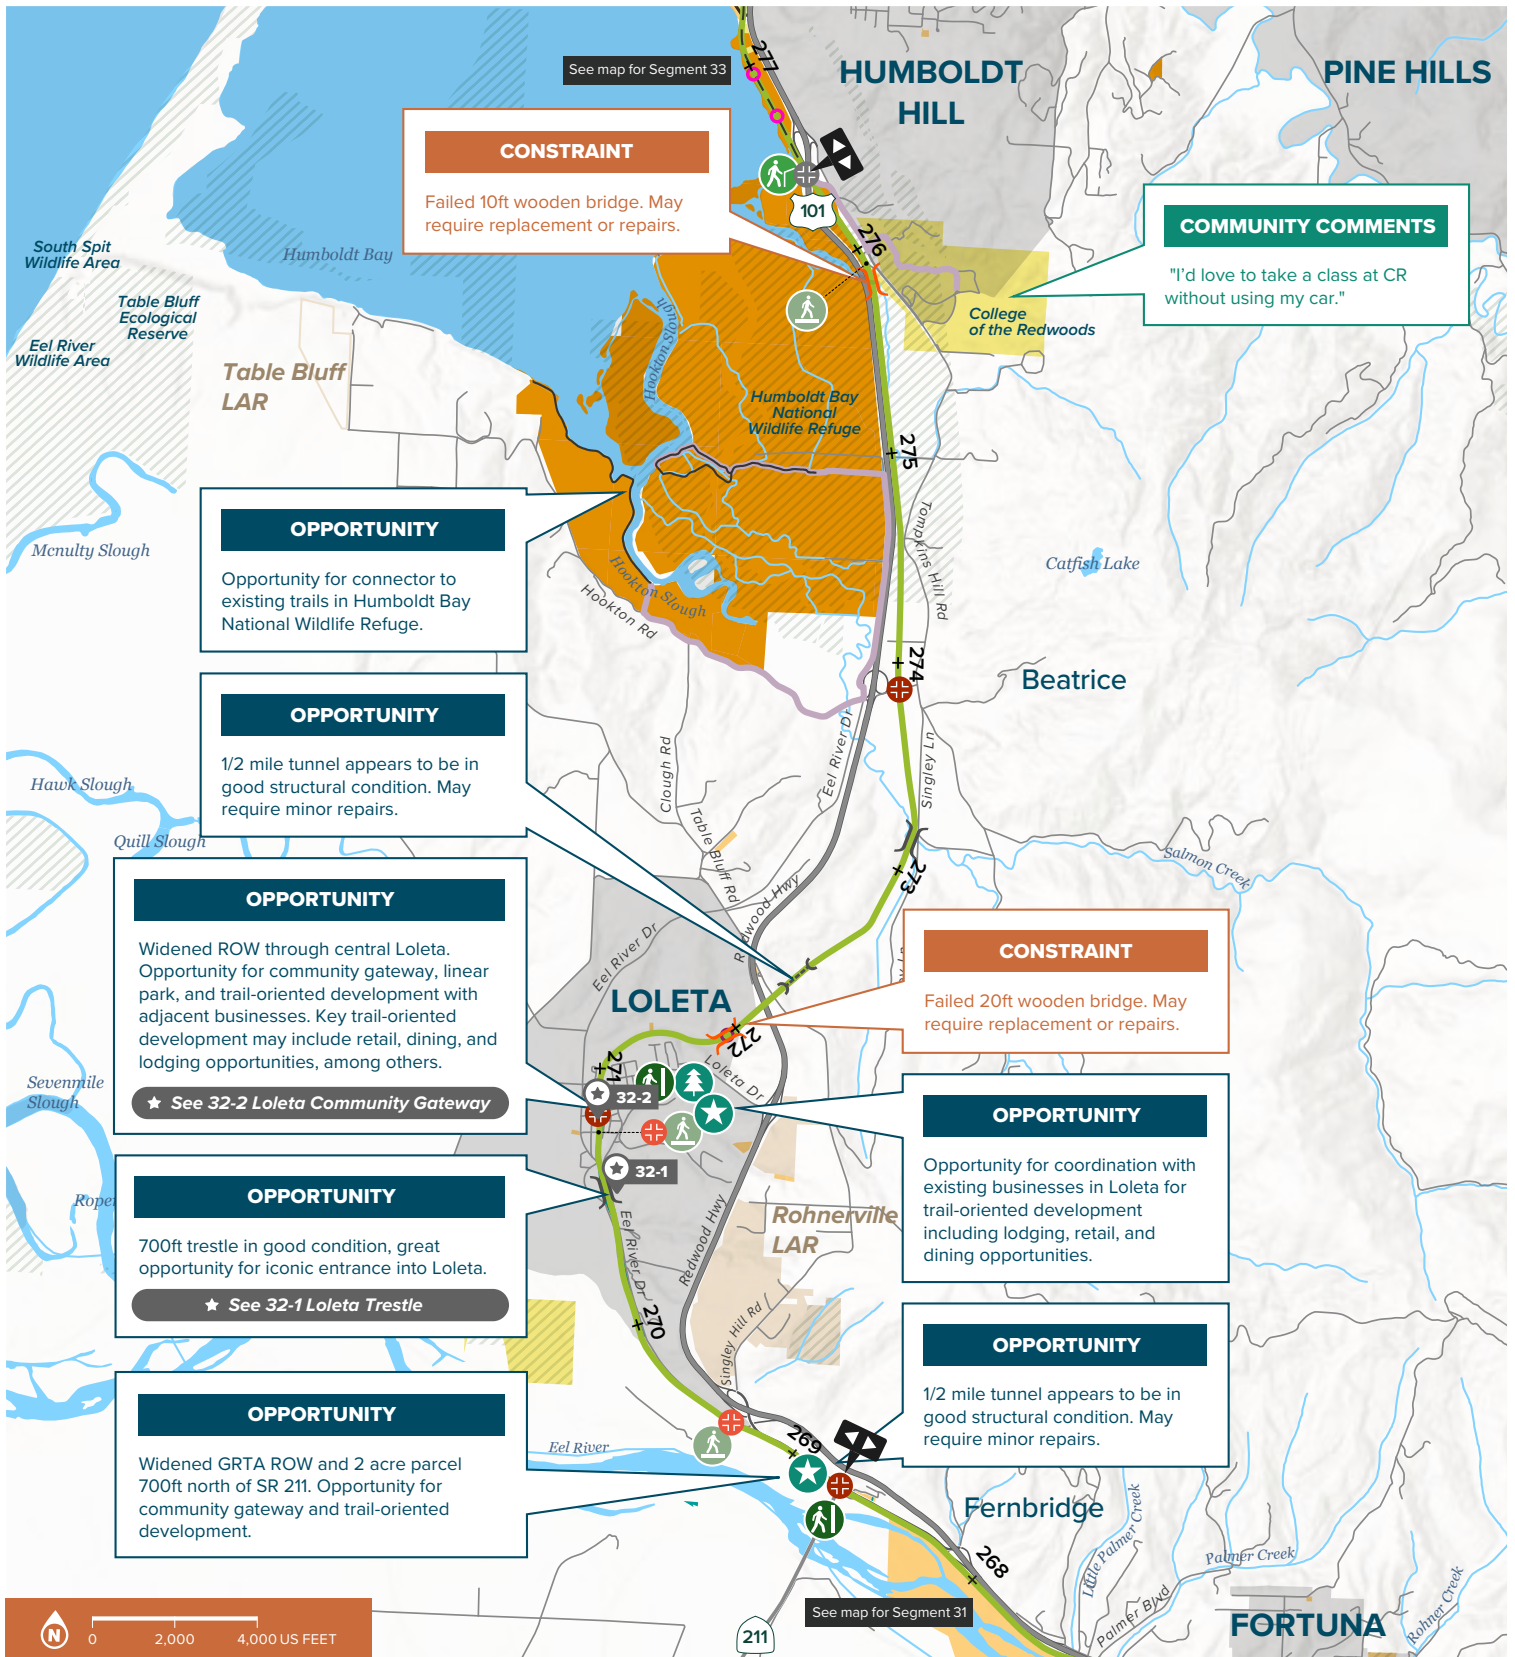 277
See map for Segment 33
HUMBOLDT
HILL
PINE HILLS
CONSTRAINT
Failed 10ft wooden bridge. May
require replacement or repairs.
101
276
COMMUNITY COMMENTS
"I'd love to take a class at CR
without using my car."
South Spit
Wildlife Area
Humboldt Bay
Table Bluff
Ecological
Reserve
Eel River
Wildlife Area
Table Bluff
LAR
Hookton Slough
College
of the Redwoods
Humboldt Bay
National
Wildlife Refuge
275
OPPORTUNITY
Opportunity for connector to
existing trails in Humboldt Bay
National Wildlife Refuge.
Mcnulty Slough
Tompkins Hill Rd
Catfish Lake
Hookton Slough
Hookton Rd
274
Beatrice
OPPORTUNITY
1/2 mile tunnel appears to be in
good structural condition. May
require minor repairs.
Clough Rd
Eel River Dr
Singley Ln
Hawk Slough
Quill Slough
Table Bluff Rd
273
Salmon Creek
OPPORTUNITY
Widened ROW through central Loleta.
Opportunity for community gateway, linear
park, and trail-oriented development with
adjacent businesses. Key trail-oriented
development may include retail, dining, and
lodging opportunities, among others.
★ See 32-2 Loleta Community Gateway
Redwood Hwy
Eel River Dr
LOLETA
CONSTRAINT
Failed 20ft wooden bridge. May
require replacement or repairs.
272
271
Loleta Dr
32-2
Sevenmile
Slough
OPPORTUNITY
Opportunity for coordination with
existing businesses in Loleta for
trail-oriented development
including lodging, retail, and
dining opportunities.
32-1
OPPORTUNITY
700ft trestle in good condition, great
opportunity for iconic entrance into Loleta.
★ See 32-1 Loleta Trestle
Eel River Dr
Redwood Hwy
Rohnerville
LAR
270
Singley Hill Rd
OPPORTUNITY
1/2 mile tunnel appears to be in
good structural condition. May
require minor repairs.
OPPORTUNITY
Widened GRTA ROW and 2 acre parcel
700ft north of SR 211. Opportunity for
community gateway and trail-oriented
development.
Eel River
269
Fernbridge
268
Little Palmer Creek
Palmer Creek
Palmer Blvd
Rohner Creek
See map for Segment 31
FORTUNA
211
N
0 2,000 4,000 US FEET